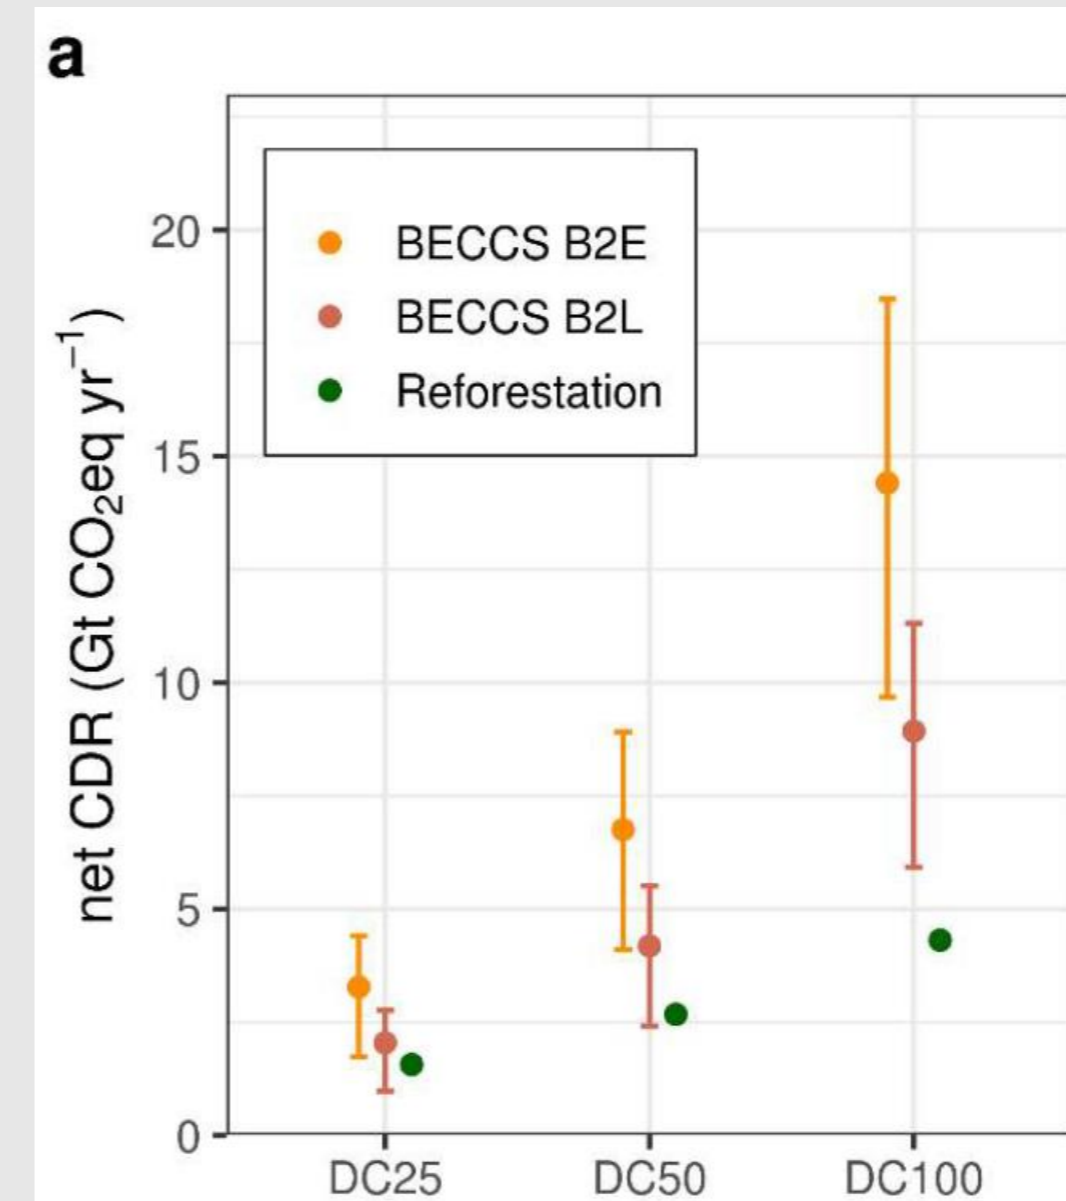 a
net CDR (Gt CO₂eq yr⁻¹)
20
15
10
5
0
BECCS B2E
BECCS B2L
Reforestation
DC25 DC50 DC100